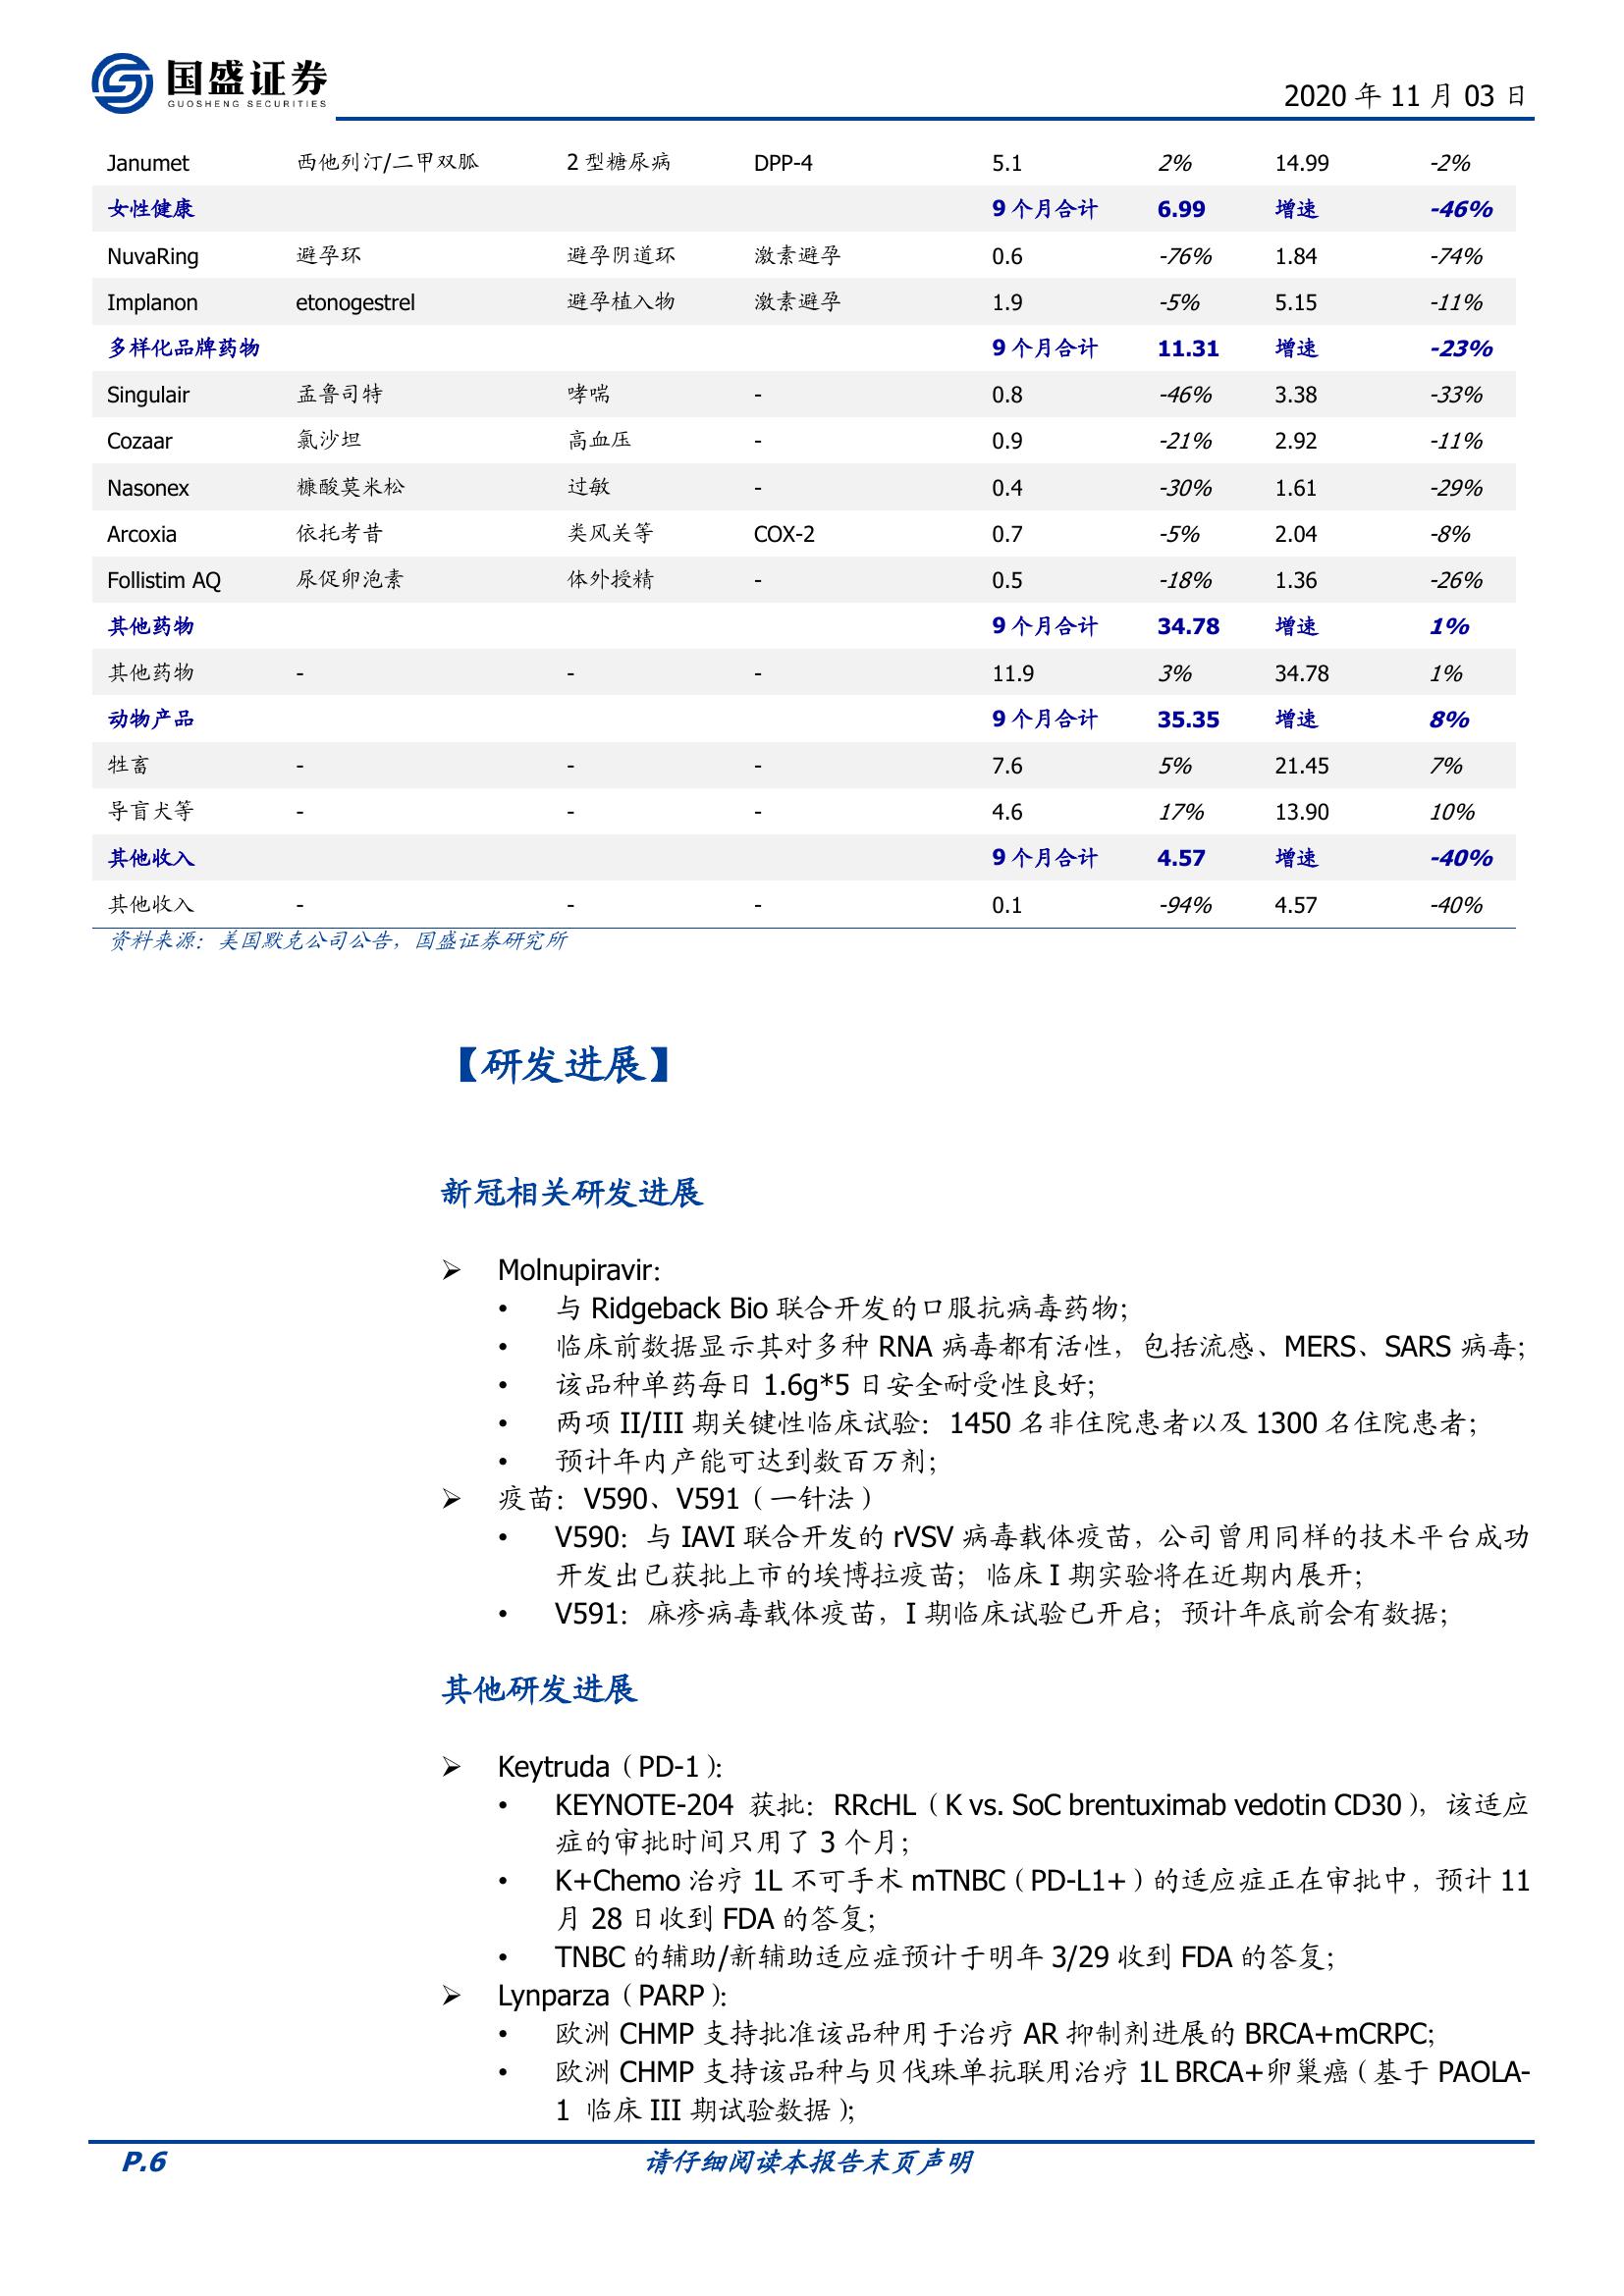 国盛证券
GUOSHENG SECURITIES
2020 年 11 月 03 日
Janumet 西他列汀/二甲双胍 2 型糖尿病 DPP-4 5.1 2% 14.99 -2%
女性健康 9 个月合计 6.99 增速 -46%
NuvaRing 避孕环 避孕阴道环 激素避孕 0.6 -76% 1.84 -74%
Implanon etonogestrel 避孕植入物 激素避孕 1.9 -5% 5.15 -11%
多样化品牌药物 9 个月合计 11.31 增速 -23%
Singulair 孟鲁司特 哮喘 - 0.8 -46% 3.38 -33%
Cozaar 氯沙坦 高血压 - 0.9 -21% 2.92 -11%
Nasonex 糠酸莫米松 过敏 - 0.4 -30% 1.61 -29%
Arcoxia 依托考昔 类风关等 COX-2 0.7 -5% 2.04 -8%
Follistim AQ 尿促卵泡素 体外授精 - 0.5 -18% 1.36 -26%
其他药物 9 个月合计 34.78 增速 1%
其他药物 - - - 11.9 3% 34.78 1%
动物产品 9 个月合计 35.35 增速 8%
牲畜 - - - 7.6 5% 21.45 7%
导盲犬等 - - - 4.6 17% 13.90 10%
其他收入 9 个月合计 4.57 增速 -40%
其他收入 - - - 0.1 -94% 4.57 -40%
资料来源：美国默克公司公告，国盛证券研究所
【研发进展】
新冠相关研发进展
➢ Molnupiravir：
• 与 Ridgeback Bio 联合开发的口服抗病毒药物；
• 临床前数据显示其对多种 RNA 病毒都有活性，包括流感、MERS、SARS 病毒；
• 该品种单药每日 1.6g*5 日安全耐受性良好；
• 两项 II/III 期关键性临床试验：1450 名非住院患者以及 1300 名住院患者；
• 预计年内产能可达到数百万剂；
➢ 疫苗：V590、V591（一针法）
• V590：与 IAVI 联合开发的 rVSV 病毒载体疫苗，公司曾用同样的技术平台成功
开发出已获批上市的埃博拉疫苗；临床 I 期实验将在近期内展开；
• V591：麻疹病毒载体疫苗，I 期临床试验已开启；预计年底前会有数据；
其他研发进展
➢ Keytruda（PD-1）：
• KEYNOTE-204 获批：RRcHL（K vs. SoC brentuximab vedotin CD30），该适应
症的审批时间只用了 3 个月；
• K+Chemo 治疗 1L 不可手术 mTNBC（PD-L1+）的适应症正在审批中，预计 11
月 28 日收到 FDA 的答复；
• TNBC 的辅助/新辅助适应症预计于明年 3/29 收到 FDA 的答复；
➢ Lynparza（PARP）：
• 欧洲 CHMP 支持批准该品种用于治疗 AR 抑制剂进展的 BRCA+mCRPC；
• 欧洲 CHMP 支持该品种与贝伐珠单抗联用治疗 1L BRCA+卵巢癌（基于 PAOLA-
1 临床 III 期试验数据）；
P.6 请仔细阅读本报告末页声明